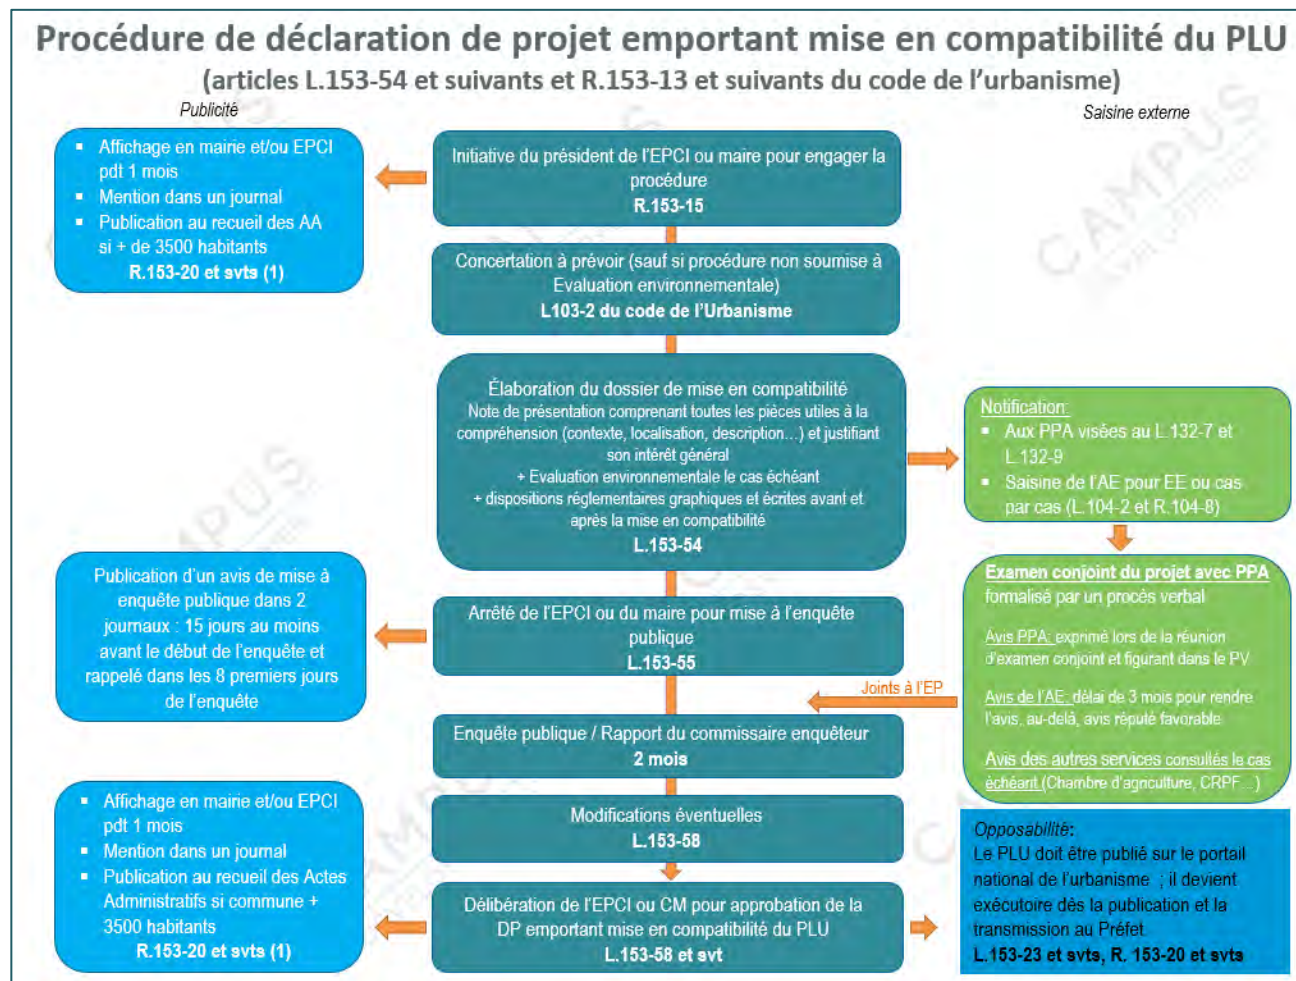 Procédure de déclaration de projet emportant mise en compatibilité du PLU
(articles L.153-54 et suivants et R.153-13 et suivants du code de l'urbanisme)
Publicité
Saisine externe
▪ Affichage en mairie et/ou EPCI
pdt 1 mois
▪ Mention dans un journal
▪ Publication au recueil des AA
si + de 3500 habitants
R.153-20 et svts (1)
Initiative du président de l'EPCI ou maire pour engager la
procédure
R.153-15
Concertation à prévoir (sauf si procédure non soumise à
Evaluation environnementale)
L103-2 du code de l'Urbanisme
Élaboration du dossier de mise en compatibilité
Note de présentation comprenant toutes les pièces utiles à la
compréhension (contexte, localisation, description…) et justifiant
son intérêt général
+ Evaluation environnementale le cas échéant
+ dispositions réglementaires graphiques et écrites avant et
après la mise en compatibilité
L.153-54
Notification:
▪ Aux PPA visées au L.132-7 et
L.132-9
▪ Saisine de l'AE pour EE ou cas
par cas (L.104-2 et R.104-8)
Publication d'un avis de mise à
enquête publique dans 2
journaux : 15 jours au moins
avant le début de l'enquête et
rappelé dans les 8 premiers jours
de l'enquête
Arrêté de l'EPCI ou du maire pour mise à l'enquête
publique
L.153-55
Examen conjoint du projet avec PPA
formalisé par un procès verbal
Avis PPA: exprimé lors de la réunion
d'examen conjoint et figurant dans le PV
Avis de l'AE: délai de 3 mois pour rendre
l'avis, au-delà, avis réputé favorable
Avis des autres services consultés le cas
échéant (Chambre d'agriculture, CRPF…)
Joints à l'EP
Enquête publique / Rapport du commissaire enquêteur
2 mois
Modifications éventuelles
L.153-58
▪ Affichage en mairie et/ou EPCI
pdt 1 mois
▪ Mention dans un journal
▪ Publication au recueil des Actes
Administratifs si commune +
3500 habitants
R.153-20 et svts (1)
Délibération de l'EPCI ou CM pour approbation de la
DP emportant mise en compatibilité du PLU
L.153-58 et svt
Opposabilité:
Le PLU doit être publié sur le portail
national de l'urbanisme ; il devient
exécutoire dès la publication et la
transmission au Préfet
L.153-23 et svts, R. 153-20 et svts
CAMPUS